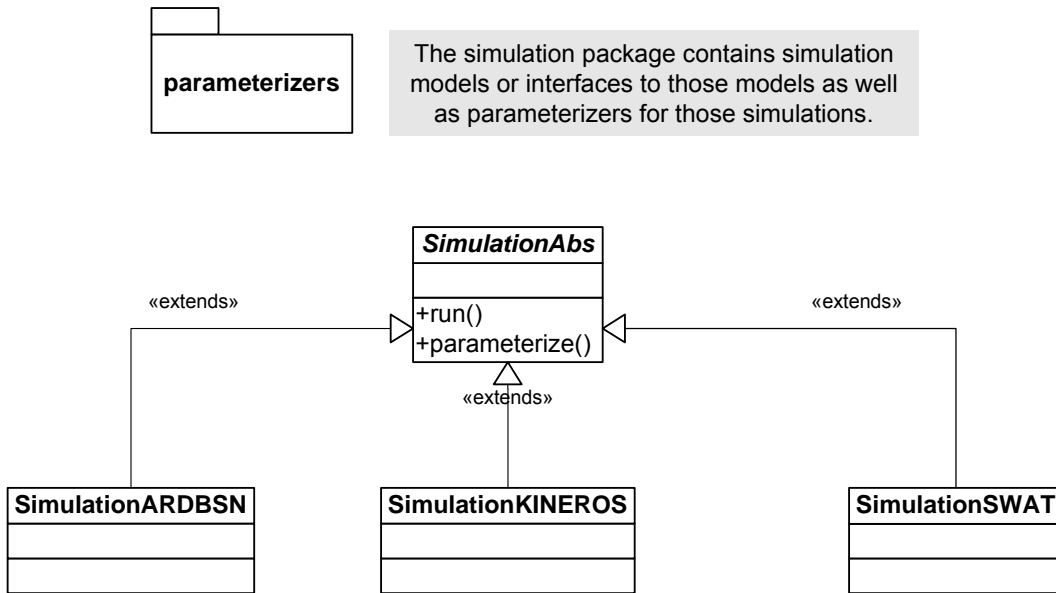 parameterizers
The simulation package contains simulation
models or interfaces to those models as well
as parameterizers for those simulations.
SimulationAbs
+run()
+parameterize()
«extends»
«extends»
«extends»
SimulationARDBSN
SimulationKINEROS
SimulationSWAT